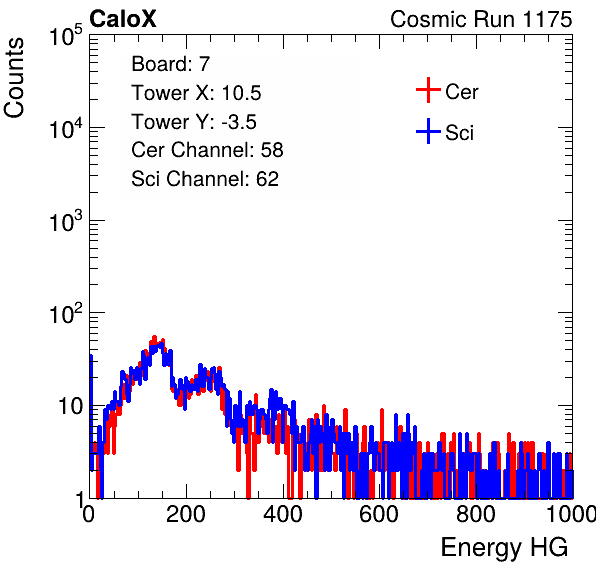 CaloX Cosmic Run 1175
Counts
Board: 7
Tower X: 10.5
Tower Y: -3.5
Cer Channel: 58
Sci Channel: 62
Cer
Sci
10^5
10^4
10^3
10^2
10
1
0 200 400 600 800 1000
Energy HG